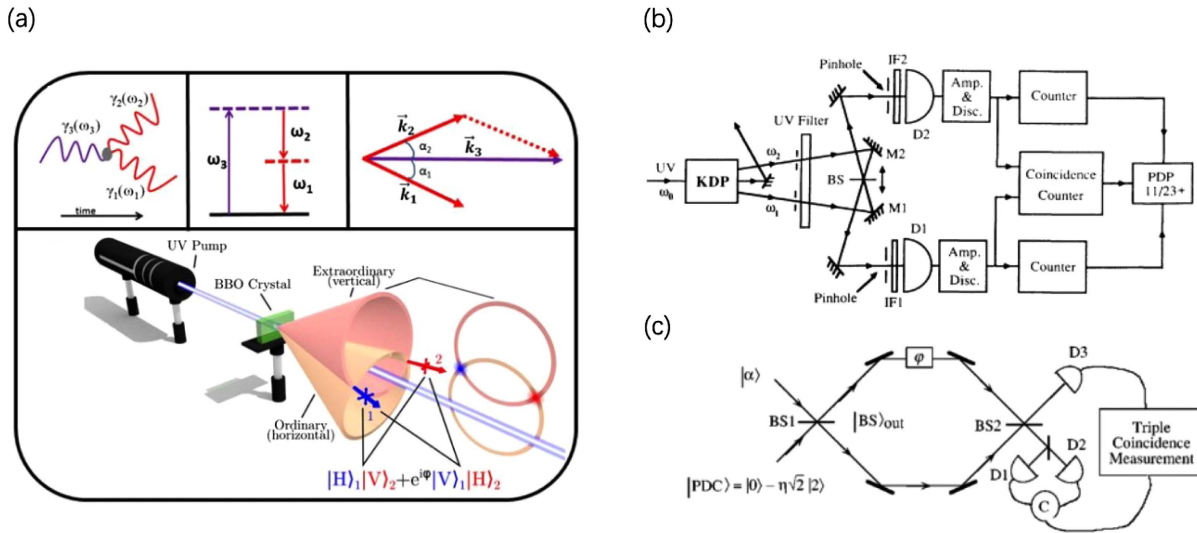 (a)
γ₃(ω₃)
γ₂(ω₂)
γ₁(ω₁)
time
ω₃
ω₂
ω₁
k⃗₂
α₂
k⃗₃
α₁
k⃗₁
UV Pump
BBO Crystal
Extraordinary
(vertical)
2
1
Ordinary
(horizontal)
|H⟩₁|V⟩₂+e^{iφ}|V⟩₁|H⟩₂
(b)
Pinhole
IF2
UV Filter
D2
Amp.
&
Disc.
Counter
UV
ω₀
KDP
ω₂
ω₁
BS
M2
M1
Coincidence
Counter
PDP
11/23+
D1
Pinhole
IF1
Amp.
&
Disc.
Counter
(c)
|α⟩
φ
D3
BS1
|BS⟩out
BS2
Triple
Coincidence
Measurement
D1
D2
C
|PDC⟩ = |0⟩ − η√2 |2⟩